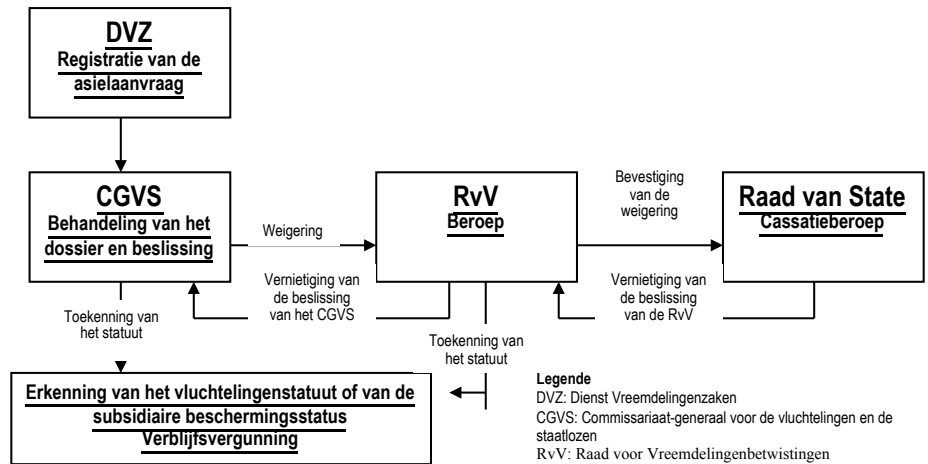 DVZ
Registratie van de
asielaanvraag
CGVS
Behandeling van het
dossier en beslissing
Weigering
RvV
Beroep
Bevestiging
van de
weigering
Raad van State
Cassatieberoep
Vernietiging van
de beslissing
van het CGVS
Vernietiging van
de beslissing
van de RvV
Toekenning van
het statuut
Toekenning van
het statuut
Erkenning van het vluchtelingenstatuut of van de
subsidiaire beschermingsstatus
Verblijfsvergunning
Legende
DVZ: Dienst Vreemdelingenzaken
CGVS: Commissariaat-generaal voor de vluchtelingen en de
staatlozen
RvV: Raad voor Vreemdelingenbetwistingen